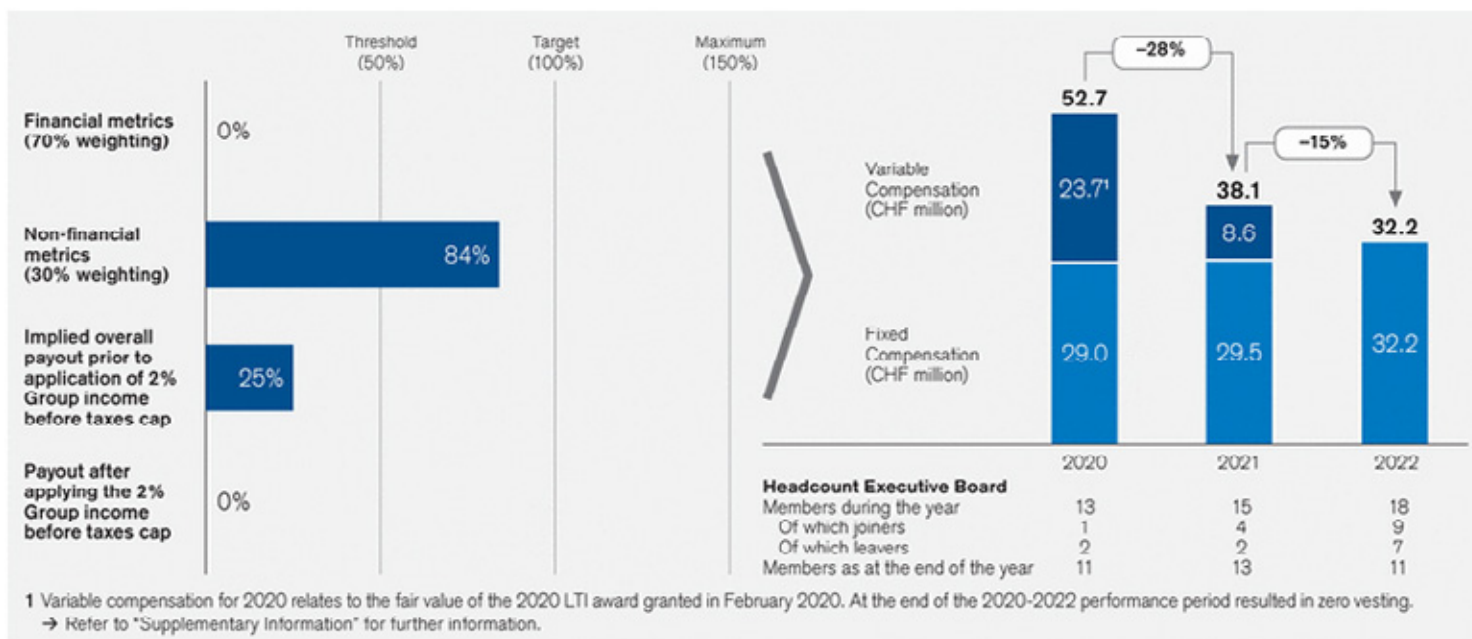 Threshold
(50%)
Target
(100%)
Maximum
(150%)
Financial metrics
(70% weighting)
0%
Non-financial
metrics
(30% weighting)
84%
Implied overall
payout prior to
application of 2%
Group income
before taxes cap
25%
Payout after
applying the 2%
Group income
before taxes cap
0%
Variable
Compensation
(CHF million)
Fixed
Compensation
(CHF million)
–28%
–15%
52.7
23.7¹
29.0
38.1
8.6
29.5
32.2
32.2
2020 2021 2022
Headcount Executive Board
Members during the year 13 15 18
Of which joiners 1 4 9
Of which leavers 2 2 7
Members as at the end of the year 11 13 11
1 Variable compensation for 2020 relates to the fair value of the 2020 LTI award granted in February 2020. At the end of the 2020-2022 performance period resulted in zero vesting.
→ Refer to "Supplementary Information" for further information.